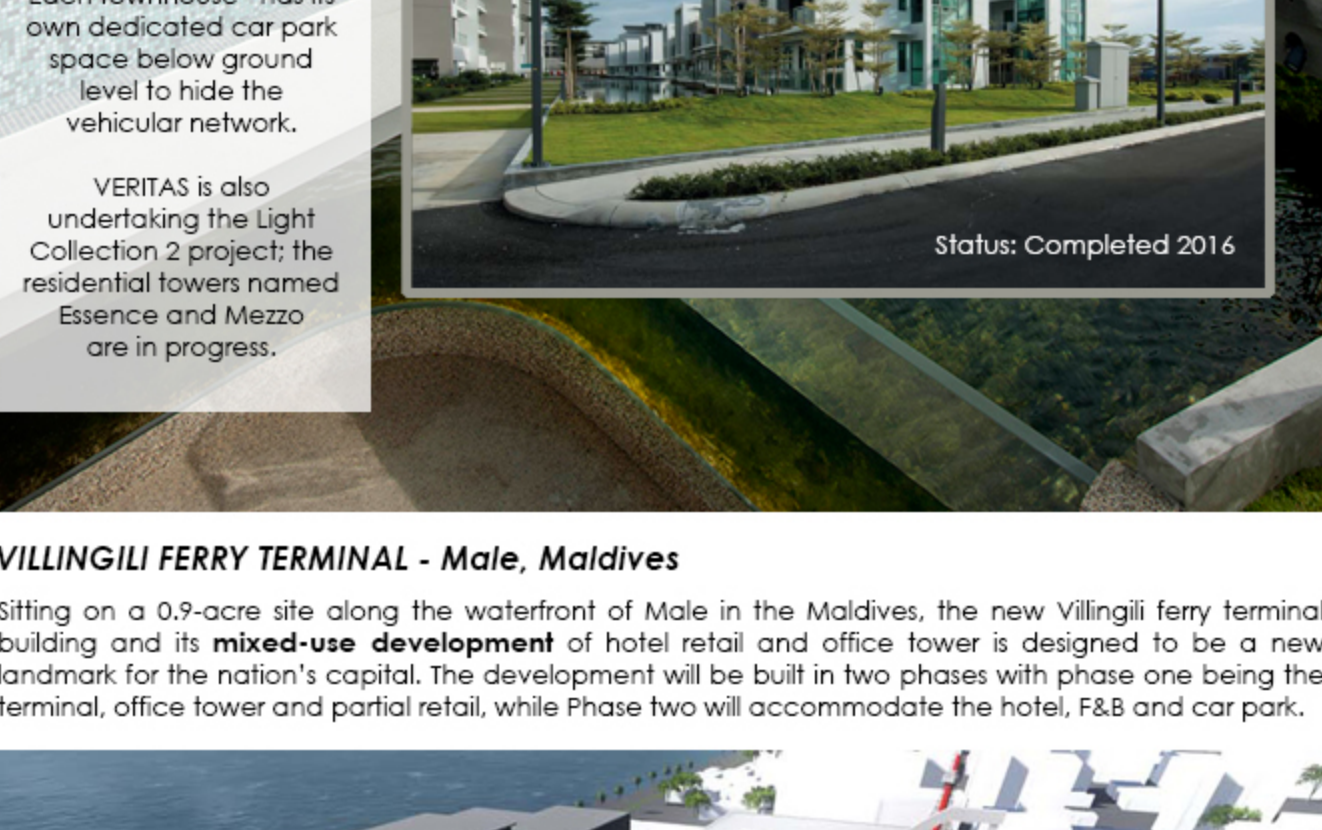 Each townhouse has its
own dedicated car park
space below ground
level to hide the
vehicular network.
VERITAS is also
undertaking the Light
Collection 2 project; the
residential towers named
Essence and Mezzo
are in progress.
Status: Completed 2016
VILLINGILI FERRY TERMINAL - Male, Maldives
Sitting on a 0.9-acre site along the waterfront of Male in the Maldives, the new Villingili ferry terminal
building and its mixed-use development of hotel retail and office tower is designed to be a new
landmark for the nation's capital. The development will be built in two phases with phase one being the
terminal, office tower and partial retail, while Phase two will accommodate the hotel, F&B and car park.